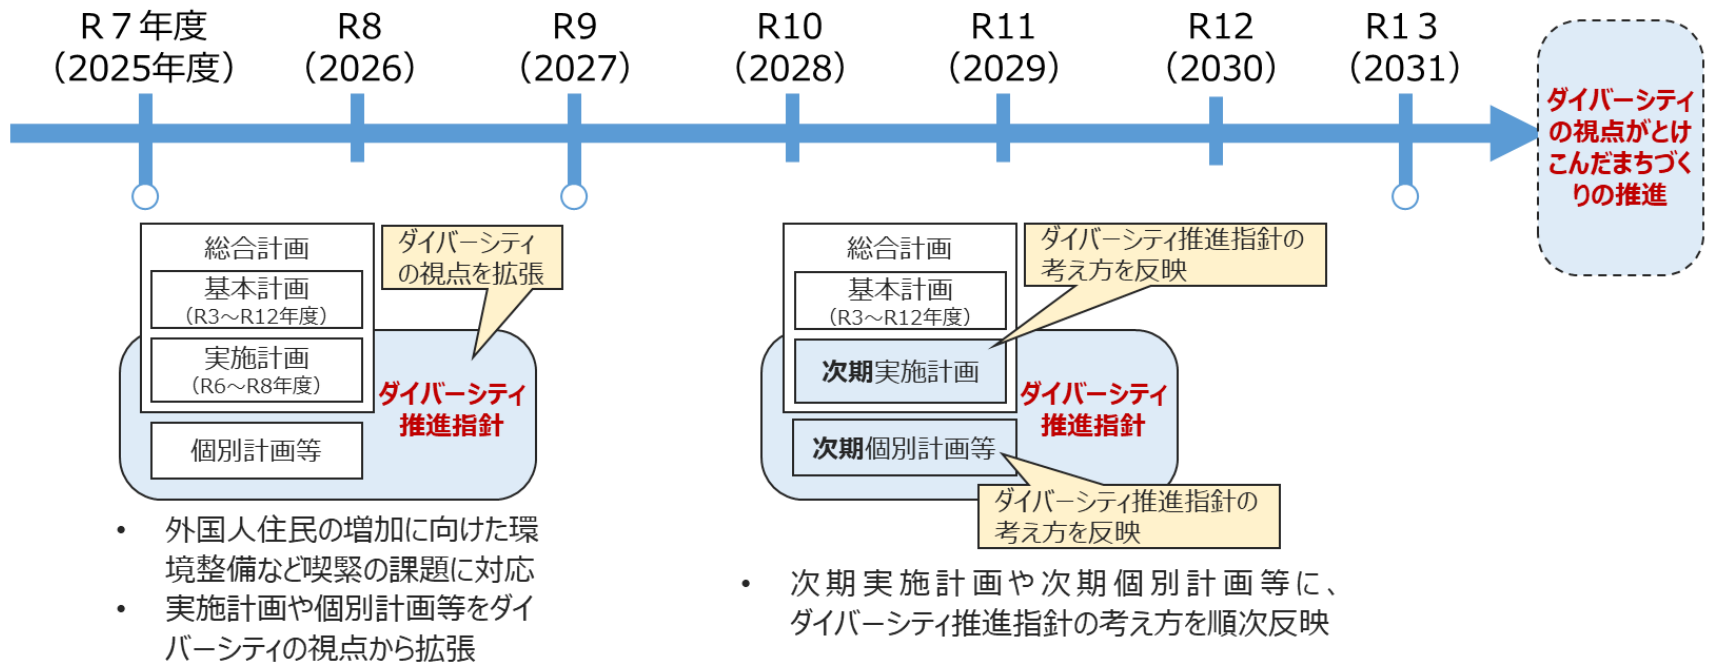 R７年度
（2025年度）
R8
（2026）
R9
（2027）
R10
（2028）
R11
（2029）
R12
（2030）
R1３
（2031）
ダイバーシティ
の視点がとけ
こんだまちづく
りの推進
総合計画
基本計画
（R3～R12年度）
実施計画
（R6～R8年度）
個別計画等
ダイバーシティ
の視点を拡張
ダイバーシティ
推進指針
• 外国人住民の増加に向けた環
境整備など喫緊の課題に対応
• 実施計画や個別計画等をダイ
バーシティの視点から拡張
総合計画
基本計画
（R3～R12年度）
次期実施計画
次期個別計画等
ダイバーシティ推進指針の
考え方を反映
ダイバーシティ
推進指針
ダイバーシティ推進指針の
考え方を反映
• 次期実施計画や次期個別計画等に、
ダイバーシティ推進指針の考え方を順次反映